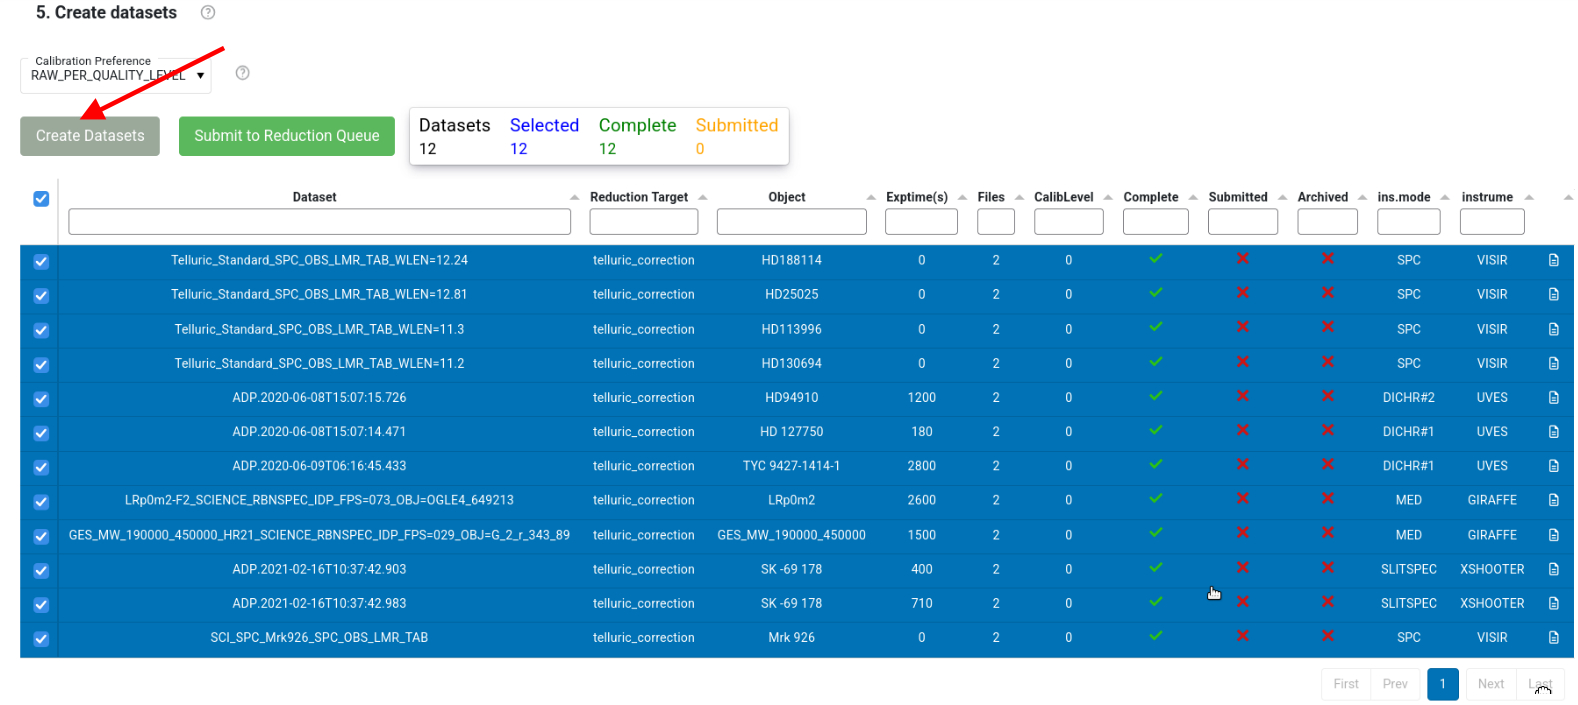 5. Create datasets ?
Calibration Preference ?
RAW_PER_QUALITY_LEVEL
Create Datasets Submit to Reduction Queue Datasets Selected Complete Submitted
12 12 12 0
Dataset Reduction Target Object Exptime(s) Files CalibLevel Complete Submitted Archived ins.mode instrume
Telluric_Standard_SPC_OBS_LMR_TAB_WLEN=12.24 telluric_correction HD188114 0 2 0 SPC VISIR
Telluric_Standard_SPC_OBS_LMR_TAB_WLEN=12.81 telluric_correction HD25025 0 2 0 SPC VISIR
Telluric_Standard_SPC_OBS_LMR_TAB_WLEN=11.3 telluric_correction HD113996 0 2 0 SPC VISIR
Telluric_Standard_SPC_OBS_LMR_TAB_WLEN=11.2 telluric_correction HD130694 0 2 0 SPC VISIR
ADP.2020-06-08T15:07:15.726 telluric_correction HD94910 1200 2 0 DICHR#2 UVES
ADP.2020-06-08T15:07:14.471 telluric_correction HD 127750 180 2 0 DICHR#1 UVES
ADP.2020-06-09T06:16:45.433 telluric_correction TYC 9427-1414-1 2800 2 0 DICHR#1 UVES
LRp0m2-F2_SCIENCE_RBNSPEC_IDP_FPS=073_OBJ=OGLE4_649213 telluric_correction LRp0m2 2600 2 0 MED GIRAFFE
GES_MW_190000_450000_HR21_SCIENCE_RBNSPEC_IDP_FPS=029_OBJ=G_2_r_343_89 telluric_correction GES_MW_190000_450000 1500 2 0 MED GIRAFFE
ADP.2021-02-16T10:37:42.903 telluric_correction SK -69 178 400 2 0 SLITSPEC XSHOOTER
ADP.2021-02-16T10:37:42.983 telluric_correction SK -69 178 710 2 0 SLITSPEC XSHOOTER
SCI_SPC_Mrk926_SPC_OBS_LMR_TAB telluric_correction Mrk 926 0 2 0 SPC VISIR
First Prev 1 Next Last